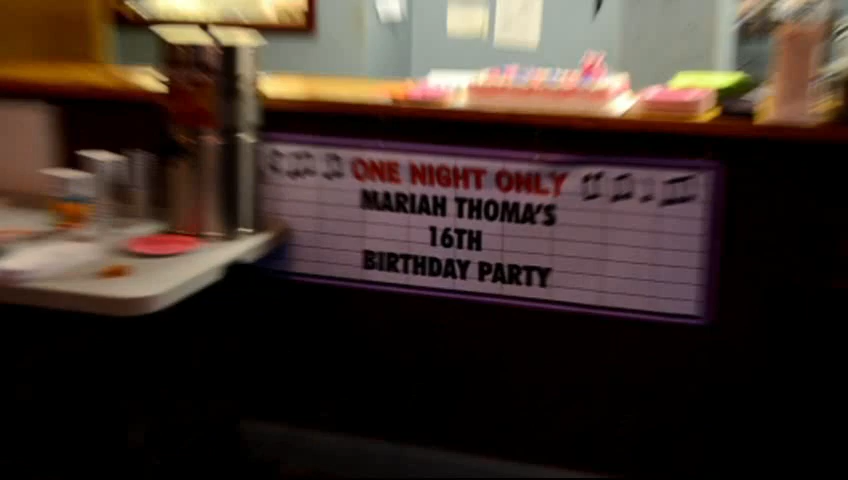 ONE NIGHT ONLY
MARIAH THOMA'S
16TH
BIRTHDAY PARTY